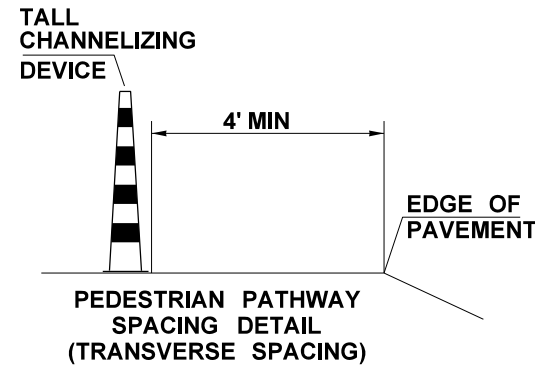 TALL
CHANNELIZING
DEVICE
4' MIN
EDGE OF
PAVEMENT
PEDESTRIAN PATHWAY
SPACING DETAIL
(TRANSVERSE SPACING)